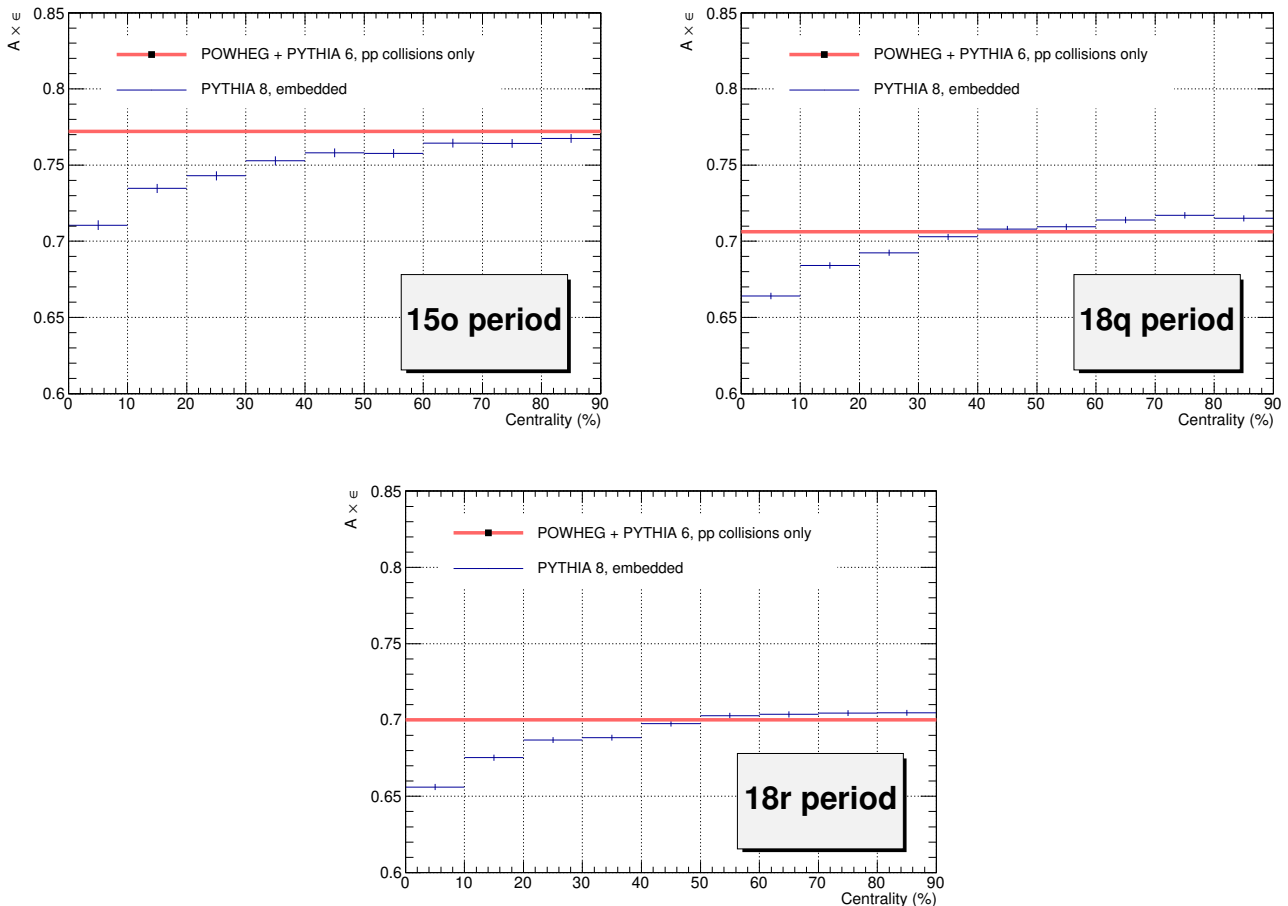 A × ϵ
0.85
0.8
0.75
0.7
0.65
0.6
POWHEG + PYTHIA 6, pp collisions only
PYTHIA 8, embedded
15o period
0 10 20 30 40 50 60 70 80 90
Centrality (%)
A × ϵ
0.85
0.8
0.75
0.7
0.65
0.6
POWHEG + PYTHIA 6, pp collisions only
PYTHIA 8, embedded
18q period
0 10 20 30 40 50 60 70 80 90
Centrality (%)
A × ϵ
0.85
0.8
0.75
0.7
0.65
0.6
POWHEG + PYTHIA 6, pp collisions only
PYTHIA 8, embedded
18r period
0 10 20 30 40 50 60 70 80 90
Centrality (%)